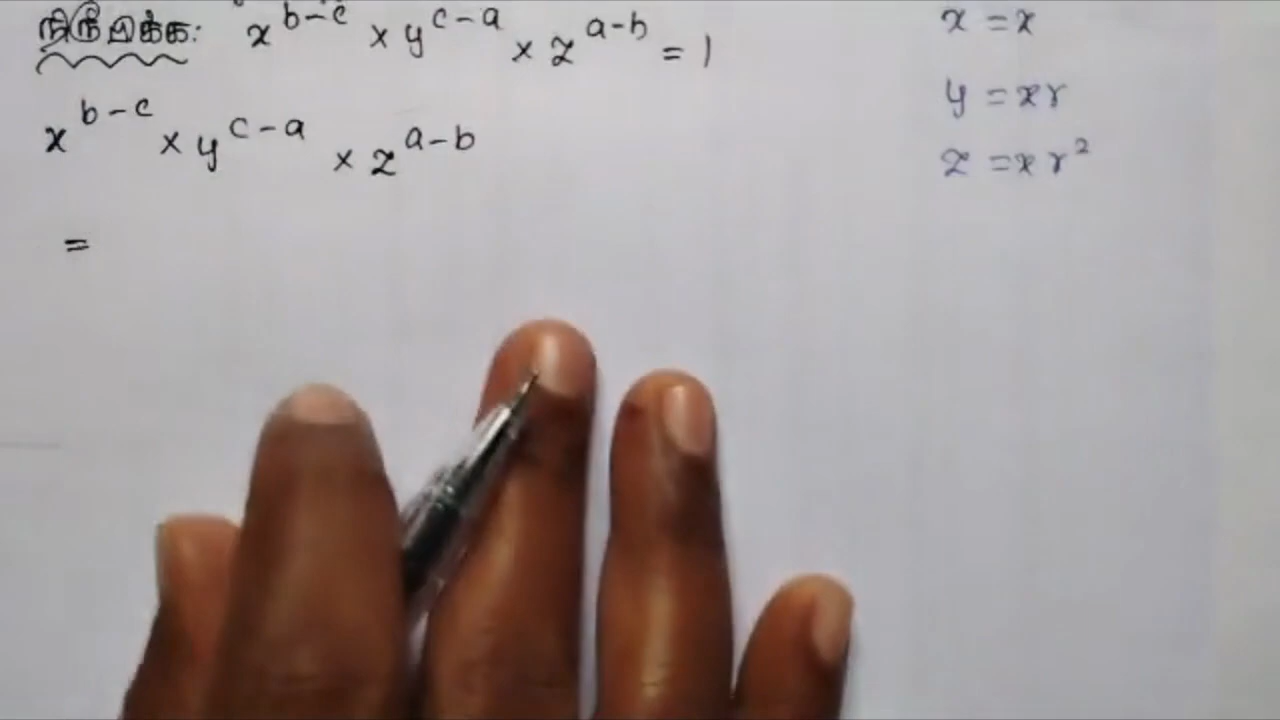 நிரூபிக்க: x^{b-c} × y^{c-a} × z^{a-b} = 1
x^{b-c} × y^{c-a} × z^{a-b}
=
x = x
y = xr
z = xr²